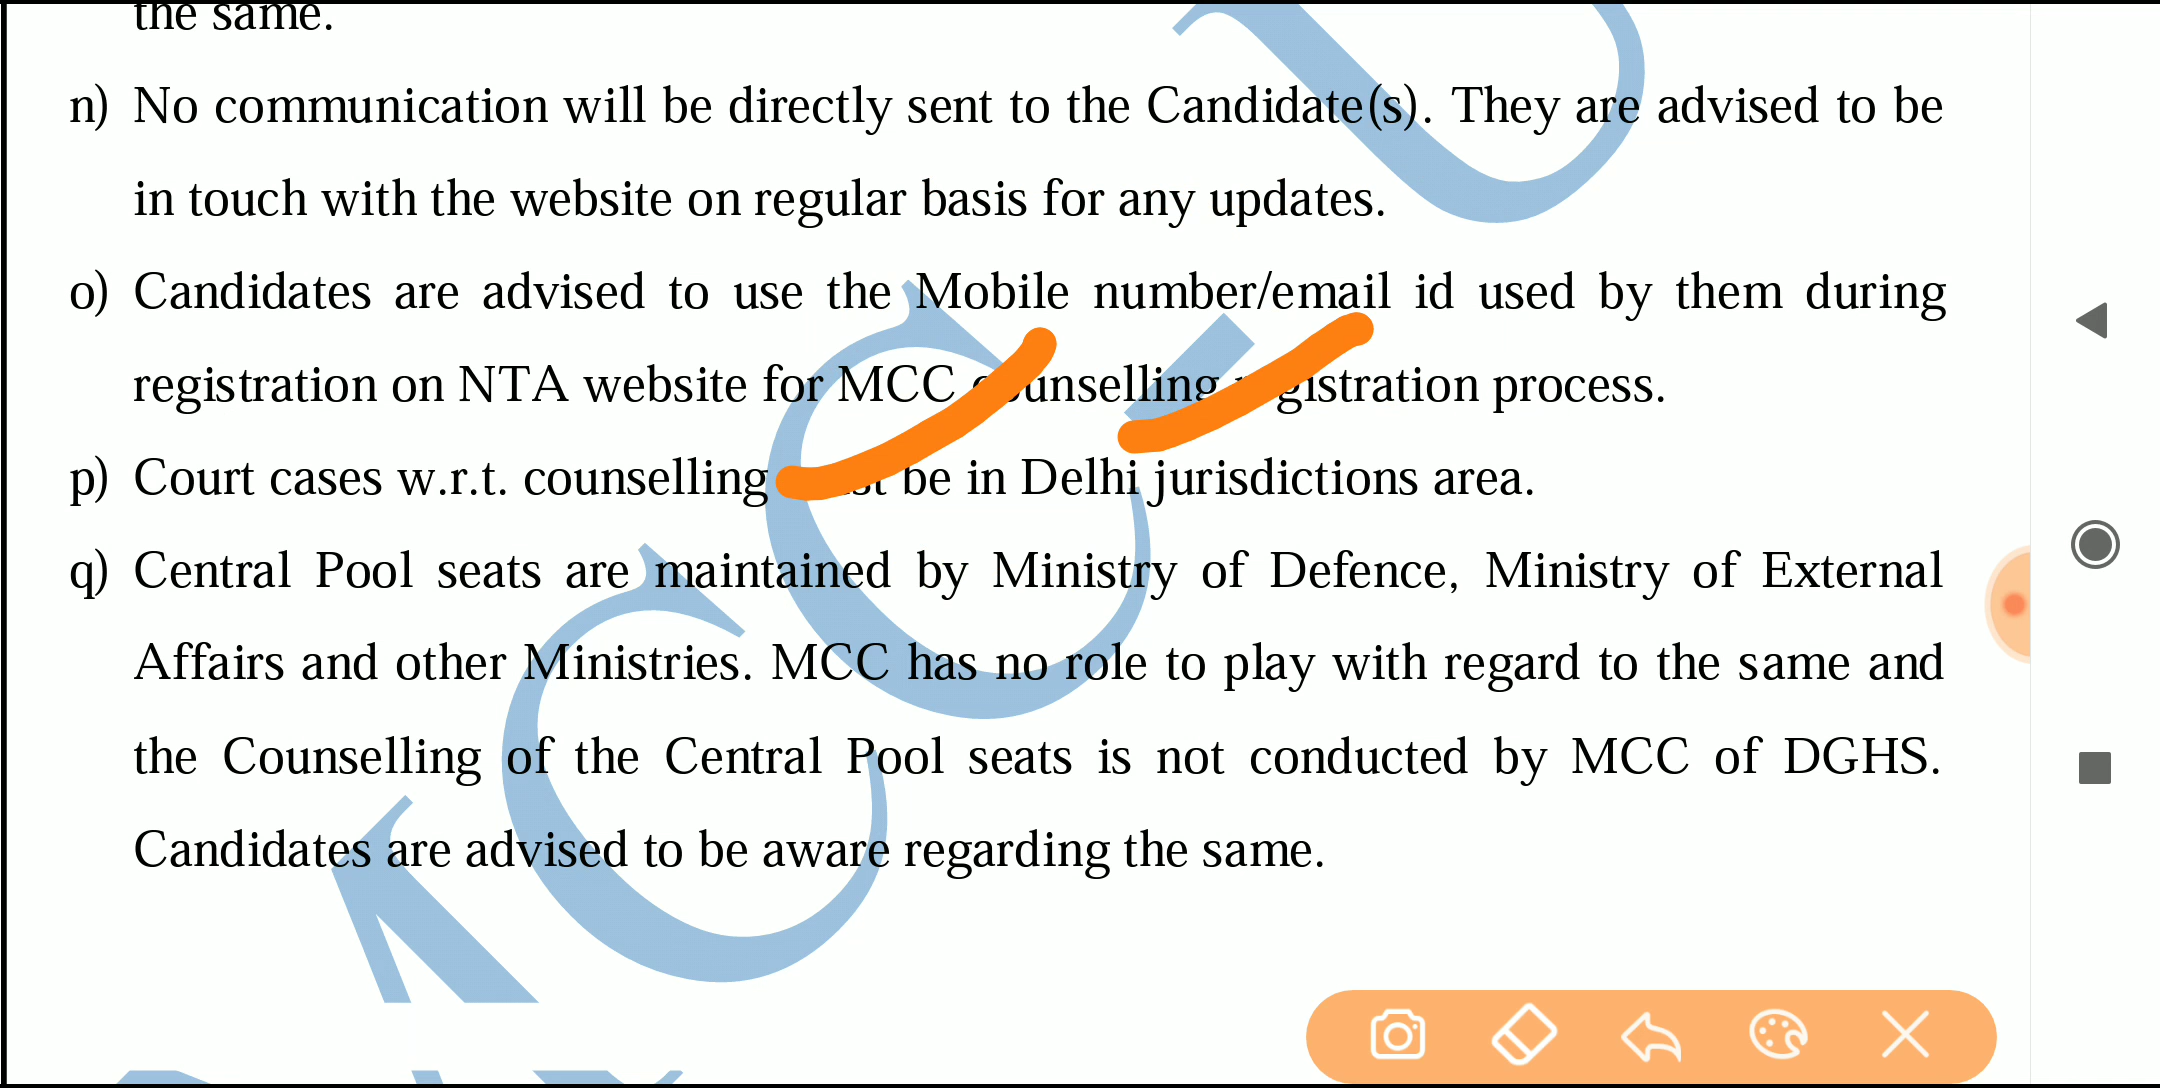 the same.
n) No communication will be directly sent to the Candidate(s). They are advised to be
in touch with the website on regular basis for any updates.
o) Candidates are advised to use the Mobile number/email id used by them during
registration on NTA website for MCC counselling registration process.
p) Court cases w.r.t. counselling be in Delhi jurisdictions area.
q) Central Pool seats are maintained by Ministry of Defence, Ministry of External
Affairs and other Ministries. MCC has no role to play with regard to the same and
the Counselling of the Central Pool seats is not conducted by MCC of DGHS.
Candidates are advised to be aware regarding the same.
MCC